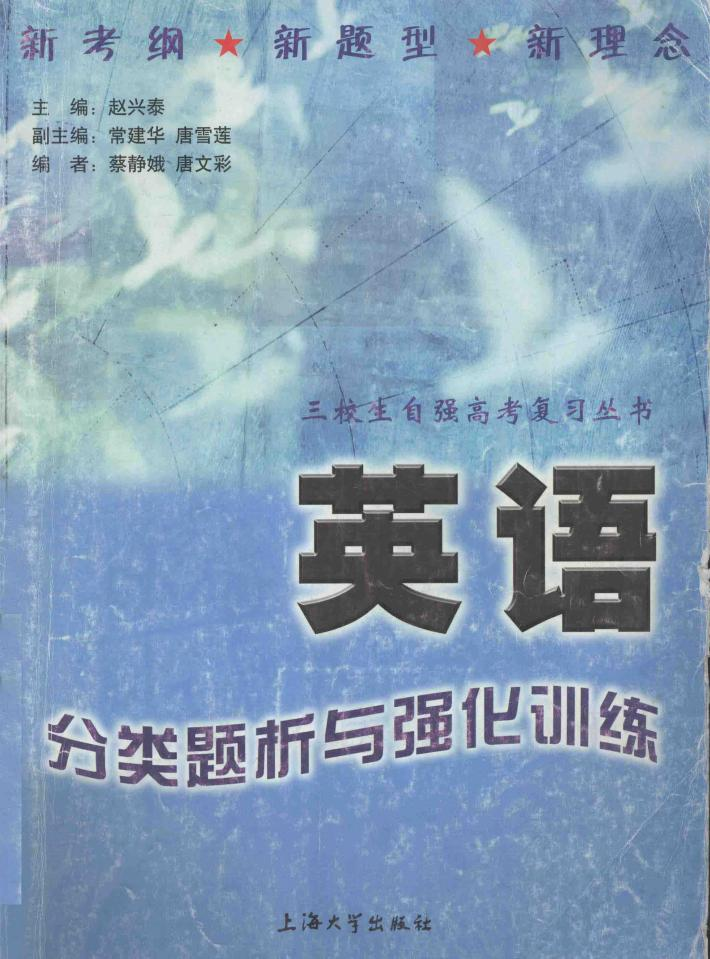 新考纲★新题型★新理念
主 编：赵兴泰
副主编：常建华 唐雪莲
编 者：蔡静娥 唐文彩
三校生自强高考复习丛书
英语
分类题析与强化训练
上海大学出版社